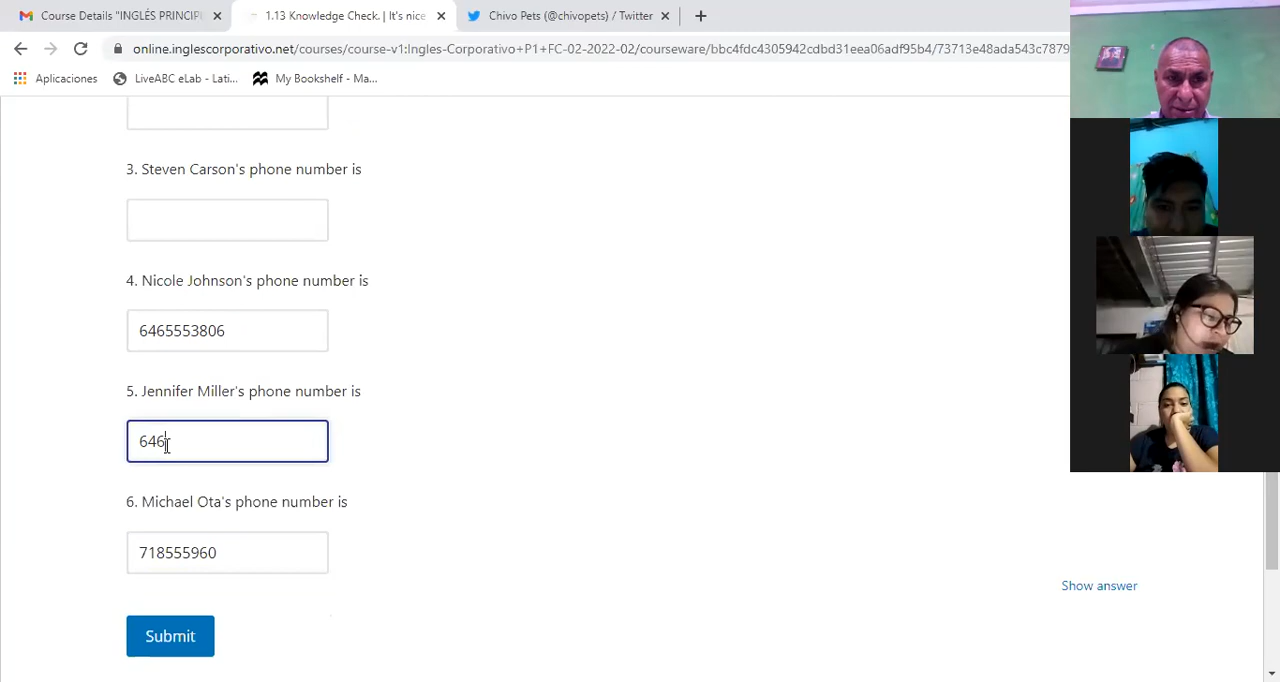 Course Details "INGLÉS PRINCIPI
1.13 Knowledge Check. | It's nice
Chivo Pets (@chivopets) / Twitter
online.inglescorporativo.net/courses/course-v1:Ingles-Corporativo+P1+FC-02-2022-02/courseware/bbc4fdc4305942cdbd31eea06adf95b4/73713e48ada543c7879
Aplicaciones
LiveABC eLab - Lati...
My Bookshelf - Ma...
3. Steven Carson's phone number is
4. Nicole Johnson's phone number is
6465553806
5. Jennifer Miller's phone number is
646
6. Michael Ota's phone number is
718555960
Show answer
Submit